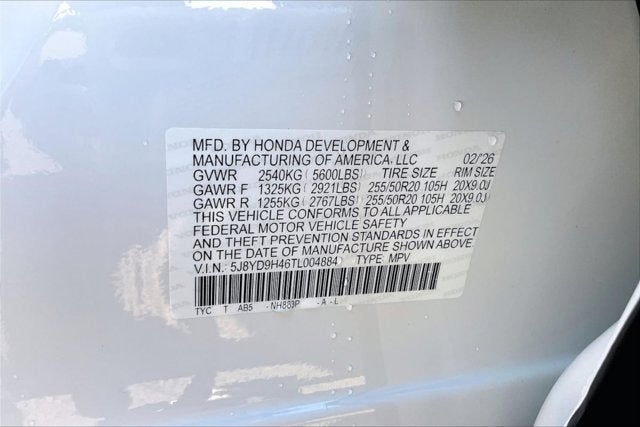 MFD. BY HONDA DEVELOPMENT &
MANUFACTURING OF AMERICA, LLC 02/26
GVWR 2540KG( 5600LBS) TIRE SIZE RIM SIZE
GAWR F 1325KG( 2921LBS) 255/50R20 105H 20X9.0J
GAWR R 1255KG( 2767LBS) 255/50R20 105H 20X9.0J
THIS VEHICLE CONFORMS TO ALL APPLICABLE
FEDERAL MOTOR VEHICLE SAFETY
AND THEFT PREVENTION STANDARDS IN EFFECT
ON THE DATE OF MANUFACTURE SHOWN ABOVE.
V.I.N.: 5J8YD9H46TL004884 TYPE MPV
TYC T AB5 -NH883P -A -L